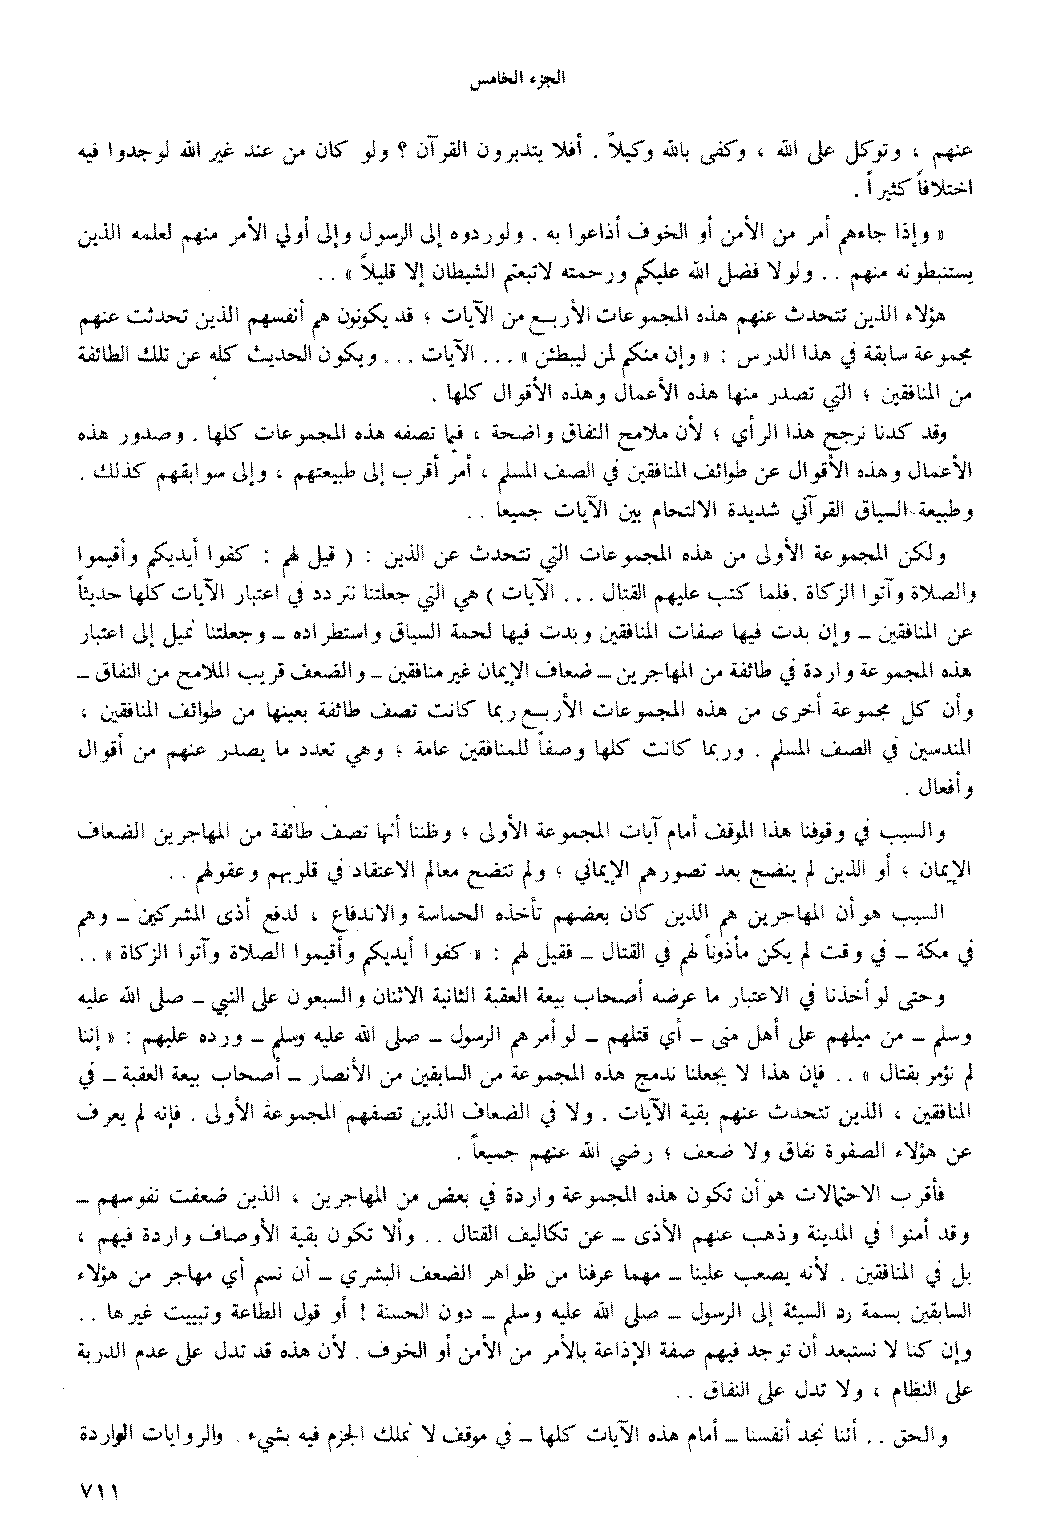 الجزء الخامس
عنهم ، وتوكل على الله ، وكفى بالله وكيلاً . أفلا يتدبرون القرآن ؟ ولو كان من عند غير الله لوجدوا فيه
اختلافاً كثيراً .
« وإذا جاءهم أمر من الأمن أو الخوف أذاعوا به . ولوردوه إلى الرسول وإلى أولي الأمر منهم لعلمه الذين
يستنبطونه منهم .. ولولا فضل الله عليكم ورحمته لاتبعتم الشيطان إلا قليلاً » ..
هؤلاء الذين تتحدث عنهم هذه المجموعات الأربع من الآيات ؛ قد يكونون هم أنفسهم الذين تحدثت عنهم
مجموعة سابقة في هذا الدرس : « وإن منكم لمن ليبطئن » ... الآيات ... ويكون الحديث كله عن تلك الطائفة
من المنافقين ؛ التي تصدر منها هذه الأعمال وهذه الأقوال كلها .
وقد كدنا نرجح هذا الرأي ؛ لأن ملامح النفاق واضحة ، فيما تصفه هذه المجموعات كلها . وصدور هذه
الأعمال وهذه الأقوال عن طوائف المنافقين في الصف المسلم ، أمر أقرب إلى طبيعتهم ، وإلى سوابقهم كذلك .
وطبيعة السياق القرآني شديدة الالتحام بين الآيات جميعا ..
ولكن المجموعة الأولى من هذه المجموعات التي تتحدث عن الذين : ( قيل لهم : كفوا أيديكم وأقيموا
والصلاة وآتوا الزكاة .فلما كتب عليهم القتال ... الآيات ) هي التي جعلتنا نتردد في اعتبار الآيات كلها حديثاً
عن المنافقين – وإن بدت فيها صفات المنافقين وبدت فيها لحمة السياق واستطراده – وجعلتنا نميل إلى اعتبار
هذه المجموعة واردة في طائفة من المهاجرين – ضعاف الإيمان غير منافقين – والضعف قريب الملامح من النفاق –
وأن كل مجموعة أخرى من هذه المجموعات الأربع ربما كانت تصف طائفة بعينها من طوائف المنافقين ،
المندسين في الصف المسلم . وربما كانت كلها وصفاً للمنافقين عامة ؛ وهي تعدد ما يصدر عنهم من أقوال
وأفعال .
والسبب في وقوفنا هذا الموقف أمام آيات المجموعة الأولى ؛ وظننا أنها تصف طائفة من المهاجرين الضعاف
الإيمان ؛ أو الذين لم ينضج بعد تصورهم الإيماني ؛ ولم تتضح معالم الاعتقاد في قلوبهم وعقولهم ..
السبب هو أن المهاجرين هم الذين كان بعضهم تأخذه الحماسة والاندفاع ، لدفع أذى المشركين – وهم
في مكة – في وقت لم يكن مأذوناً لهم في القتال – فقيل لهم : « كفوا أيديكم وأقيموا الصلاة وآتوا الزكاة » ..
وحتى لو أخذنا في الاعتبار ما عرضه أصحاب بيعة العقبة الثانية الاثنان والسبعون على النبي – صلى الله عليه
وسلم – من ميلهم على أهل منى – أي قتلهم – لو أمرهم الرسول – صلى الله عليه وسلم – ورده عليهم : « إننا
لم نؤمر بقتال » .. فإن هذا لا يجعلنا ندمج هذه المجموعة من السابقين من الأنصار – أصحاب بيعة العقبة – في
المنافقين ، الذين تتحدث عنهم بقية الآيات . ولا في الضعاف الذين تصفهم المجموعة الأولى . فإنه لم يعرف
عن هؤلاء الصفوة نفاق ولا ضعف ؛ رضي الله عنهم جميعاً .
فأقرب الاحتمالات هو أن تكون هذه المجموعة واردة في بعض من المهاجرين ، الذين ضعفت نفوسهم –
وقد أمنوا في المدينة وذهب عنهم الأذى – عن تكاليف القتال .. وألا تكون بقية الأوصاف واردة فيهم ،
بل في المنافقين . لأنه يصعب علينا – مهما عرفنا من ظواهر الضعف البشري – أن نسم أي مهاجر من هؤلاء
السابقين بسمة رد السيئة إلى الرسول – صلى الله عليه وسلم – دون الحسنة ! أو قول الطاعة وتبييت غيرها ..
وإن كنا لا نستبعد أن توجد فيهم صفة الإذاعة بالأمر من الأمن أو الخوف . لأن هذه قد تدل على عدم الدربة
على النظام ، ولا تدل على النفاق ..
والحق .. أننا نجد أنفسنا – أمام هذه الآيات كلها – في موقف لا نملك الجزم فيه بشيء . والروايات الواردة
٧١١